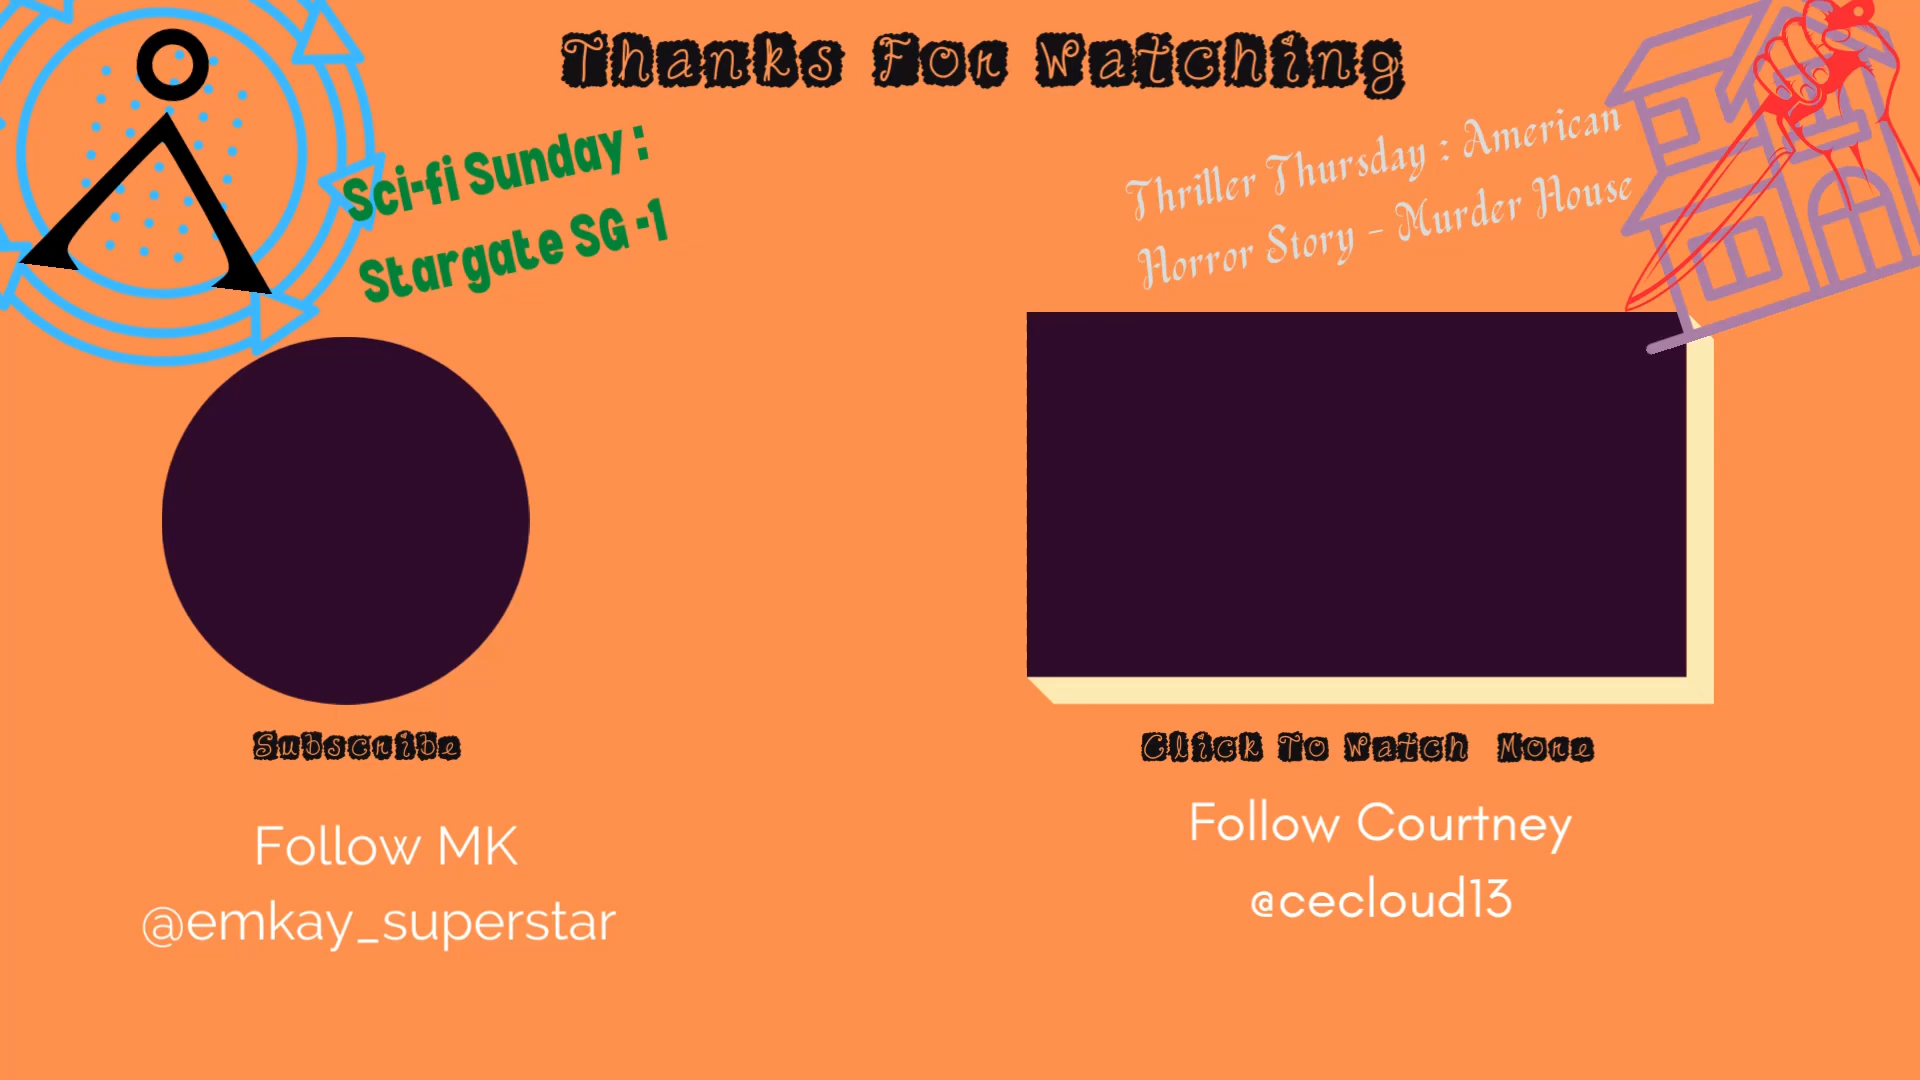 Thanks For Watching
Sci-fi Sunday :
Stargate SG -1
Thriller Thursday : American
Horror Story - Murder House
Subscribe
Click To Watch More
Follow MK
@emkay_superstar
Follow Courtney
@cecloud13